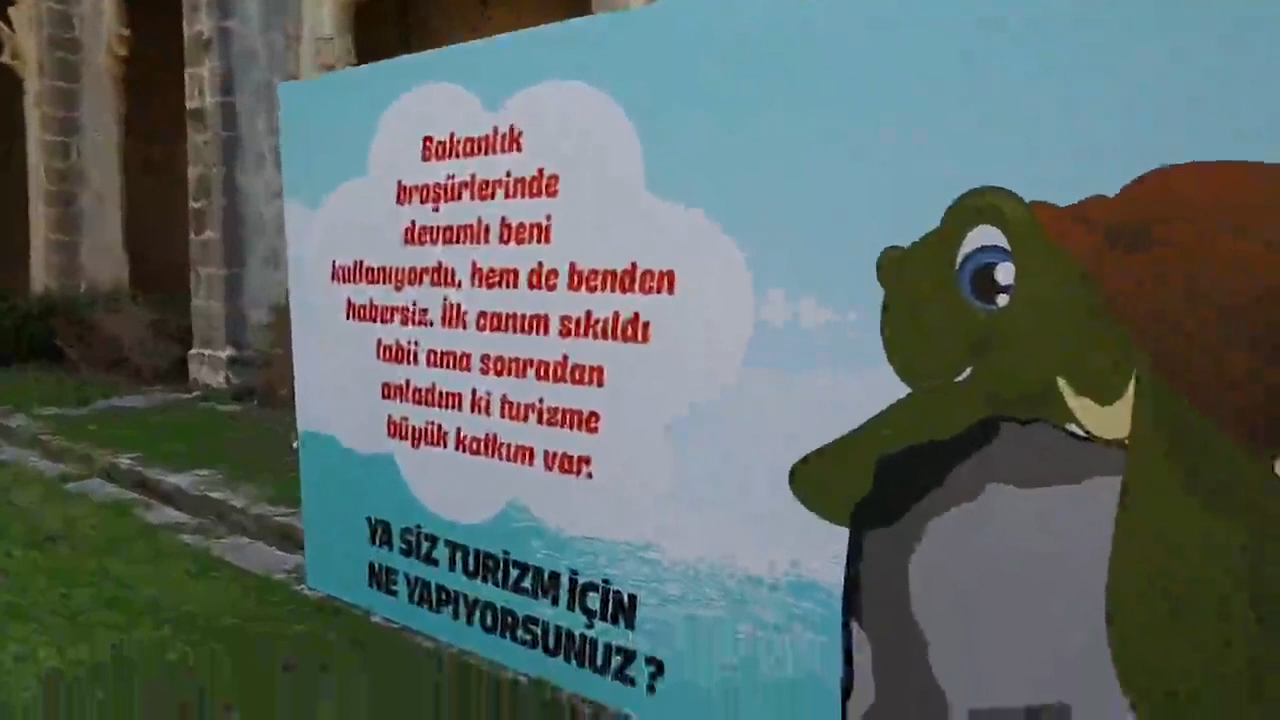 Bakanlık
broşürlerinde
devamlı beni
kullanıyordu, hem de benden
habersiz. İlk canım sıkıldı
tabii ama sonradan
anladım ki turizme
büyük katkım var.
YA SİZ TURİZM İÇİN
NE YAPIYORSUNUZ ?